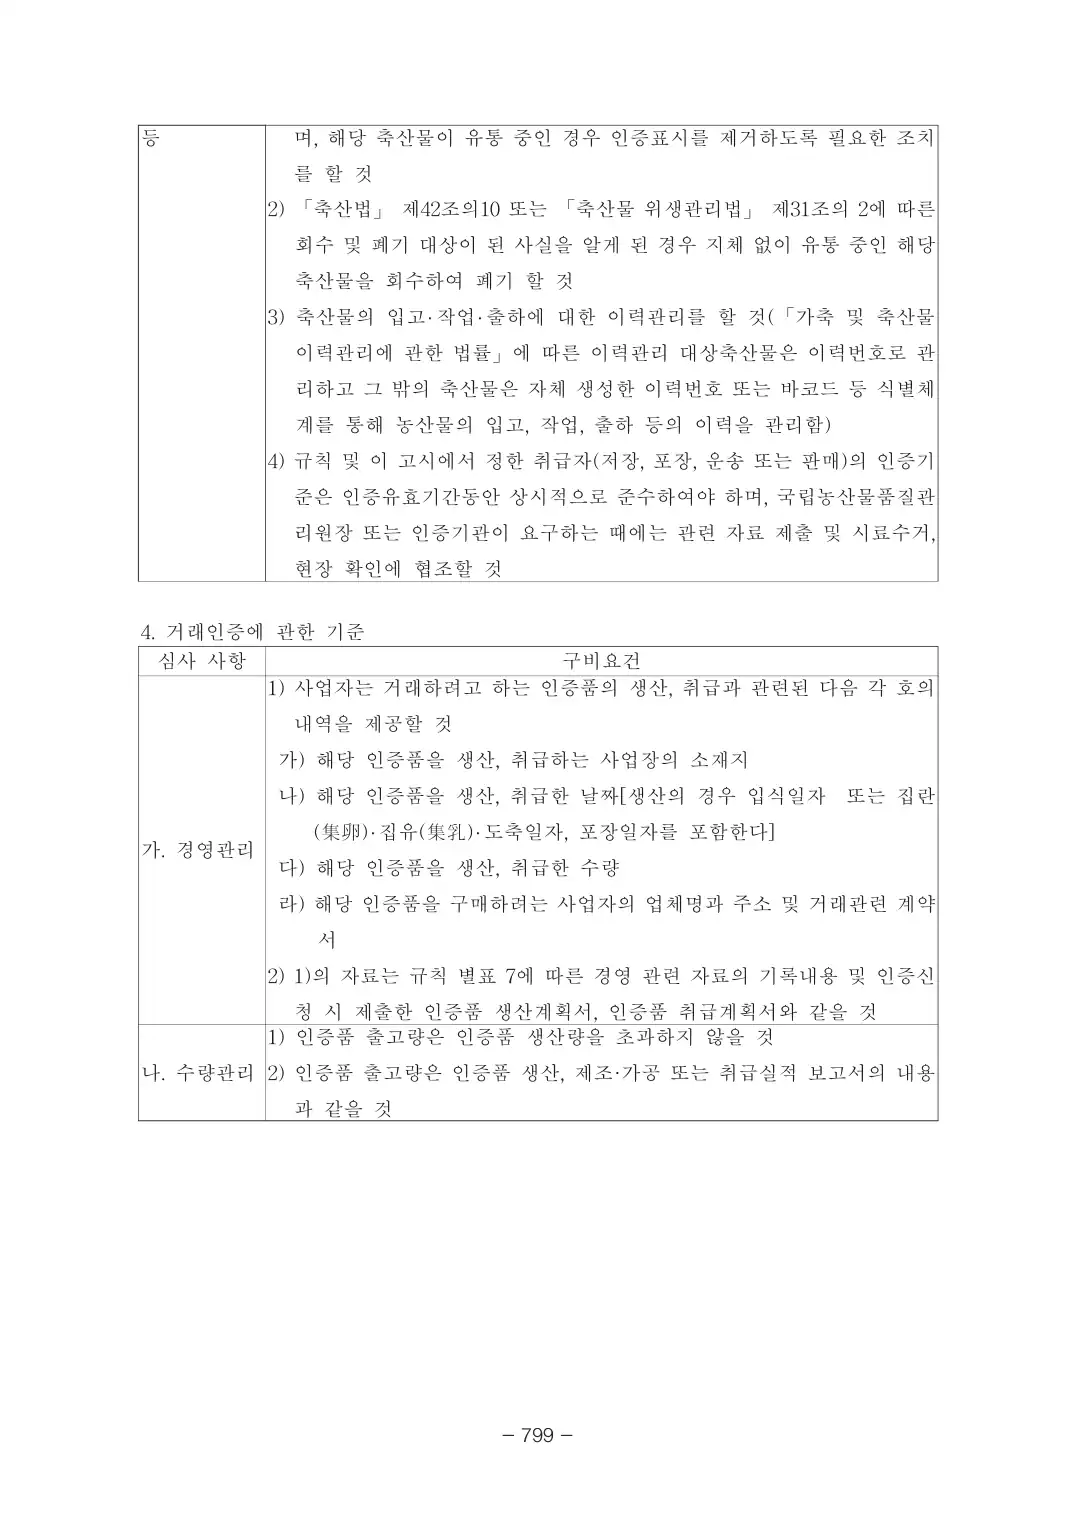 등
며, 해당 축산물이 유통 중인 경우 인증표시를 제거하도록 필요한 조치
를 할 것
2) 「축산법」 제42조의10 또는 「축산물 위생관리법」 제31조의 2에 따른
회수 및 폐기 대상이 된 사실을 알게 된 경우 지체 없이 유통 중인 해당
축산물을 회수하여 폐기 할 것
3) 축산물의 입고·작업·출하에 대한 이력관리를 할 것(「가축 및 축산물
이력관리에 관한 법률」에 따른 이력관리 대상축산물은 이력번호로 관
리하고 그 밖의 축산물은 자체 생성한 이력번호 또는 바코드 등 식별체
계를 통해 농산물의 입고, 작업, 출하 등의 이력을 관리함)
4) 규칙 및 이 고시에서 정한 취급자(저장, 포장, 운송 또는 판매)의 인증기
준은 인증유효기간동안 상시적으로 준수하여야 하며, 국립농산물품질관
리원장 또는 인증기관이 요구하는 때에는 관련 자료 제출 및 시료수거,
현장 확인에 협조할 것
4. 거래인증에 관한 기준
심사 사항 구비요건
가. 경영관리
1) 사업자는 거래하려고 하는 인증품의 생산, 취급과 관련된 다음 각 호의
내역을 제공할 것
가) 해당 인증품을 생산, 취급하는 사업장의 소재지
나) 해당 인증품을 생산, 취급한 날짜[생산의 경우 입식일자 또는 집란
(集卵)·집유(集乳)·도축일자, 포장일자를 포함한다]
다) 해당 인증품을 생산, 취급한 수량
라) 해당 인증품을 구매하려는 사업자의 업체명과 주소 및 거래관련 계약
서
2) 1)의 자료는 규칙 별표 7에 따른 경영 관련 자료의 기록내용 및 인증신
청 시 제출한 인증품 생산계획서, 인증품 취급계획서와 같을 것
나. 수량관리
1) 인증품 출고량은 인증품 생산량을 초과하지 않을 것
2) 인증품 출고량은 인증품 생산, 제조·가공 또는 취급실적 보고서의 내용
과 같을 것
- 799 -